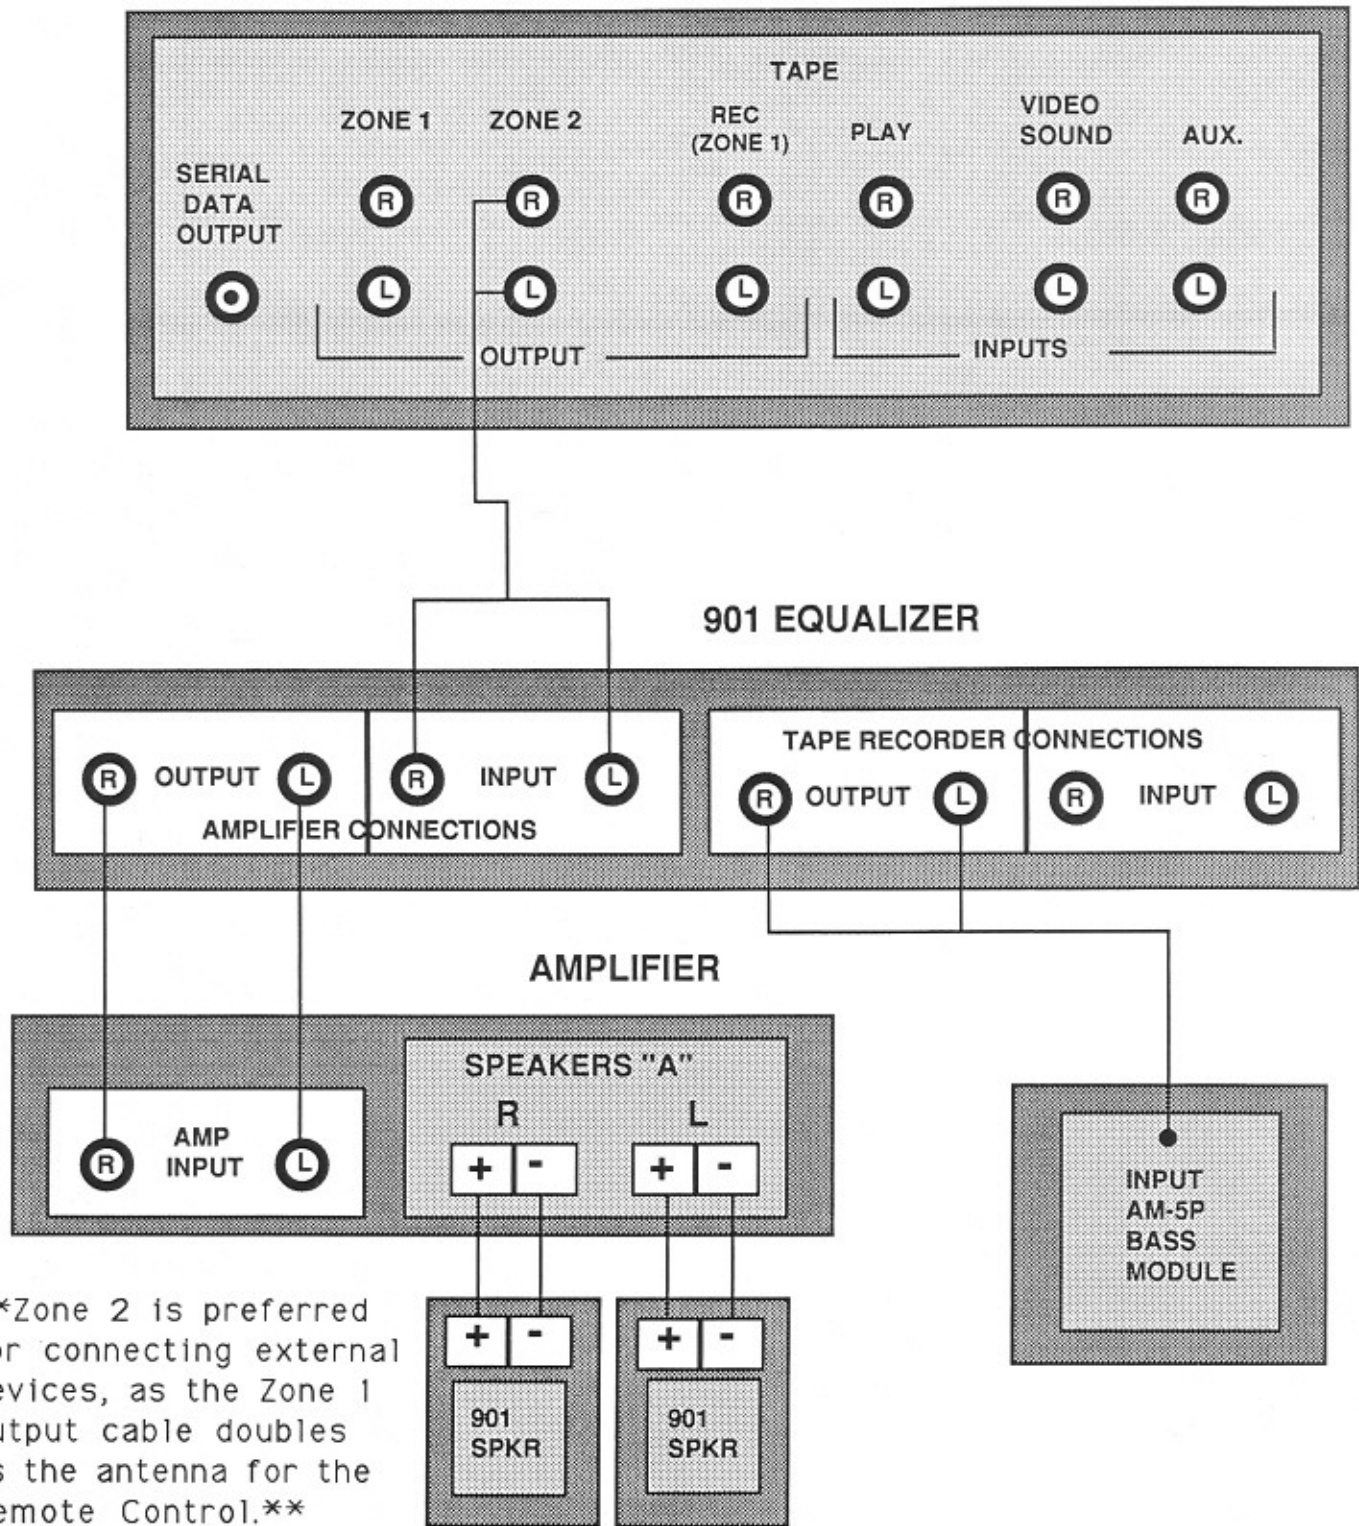 TAPE
ZONE 1 ZONE 2 REC (ZONE 1) PLAY VIDEO SOUND AUX.
SERIAL
DATA
OUTPUT
R R R R R R
L L L L L L
OUTPUT INPUTS
901 EQUALIZER
R OUTPUT L R INPUT L
AMPLIFIER CONNECTIONS
TAPE RECORDER CONNECTIONS
R OUTPUT L R INPUT L
AMPLIFIER
SPEAKERS "A"
R L
+ - + -
R AMP INPUT L
INPUT
AM-5P
BASS
MODULE
+ - + -
901
SPKR
901
SPKR
*Zone 2 is preferred
or connecting external
evices, as the Zone 1
utput cable doubles
s the antenna for the
emote Control.**